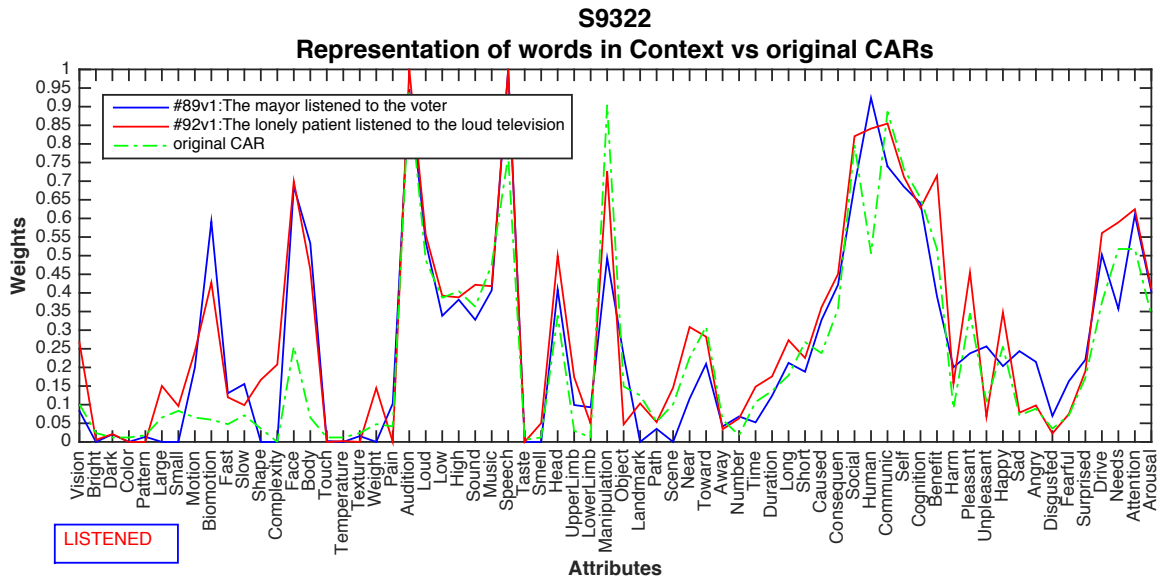 S9322
Representation of words in Context vs original CARs
1
0.95
0.9
0.85
0.8
0.75
0.7
0.65
0.6
0.55
0.5
0.45
0.4
0.35
0.3
0.25
0.2
0.15
0.1
0.05
0
Weights
#89v1:The mayor listened to the voter
#92v1:The lonely patient listened to the loud television
original CAR
Vision
Bright
Dark
Color
Pattern
Large
Small
Motion
Biomotion
Fast
Slow
Shape
Complexity
Face
Body
Touch
Temperature
Texture
Weight
Pain
Audition
Loud
Low
High
Sound
Music
Speech
Taste
Smell
Head
UpperLimb
LowerLimb
Manipulation
Object
Landmark
Path
Scene
Near
Toward
Away
Number
Time
Duration
Long
Short
Caused
Consequen
Social
Human
Communic
Self
Cognition
Benefit
Harm
Pleasant
Unpleasant
Happy
Sad
Angry
Disgusted
Fearful
Surprised
Drive
Needs
Attention
Arousal
LISTENED
Attributes